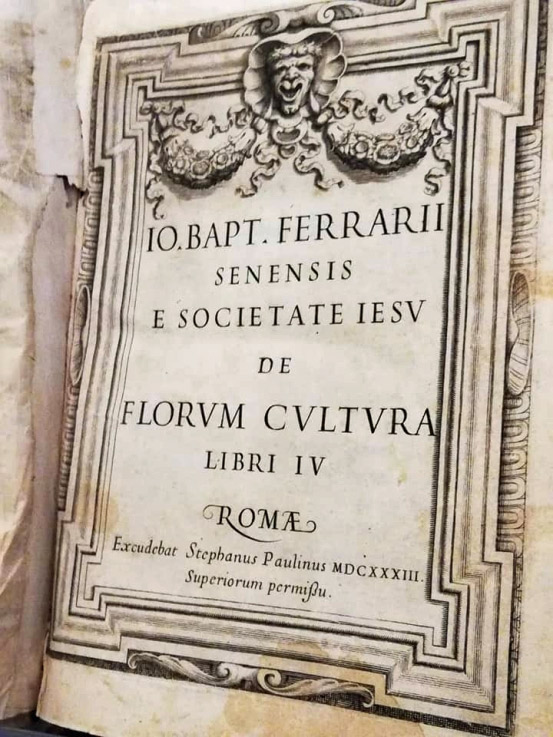 IO. BAPT. FERRARII
SENENSIS
E SOCIETATE IESV
DE
FLORVM CVLTVRA
LIBRI IV
ROMÆ
Excudebat Stephanus Paulinus MDCXXXIII.
Superiorum permißu.